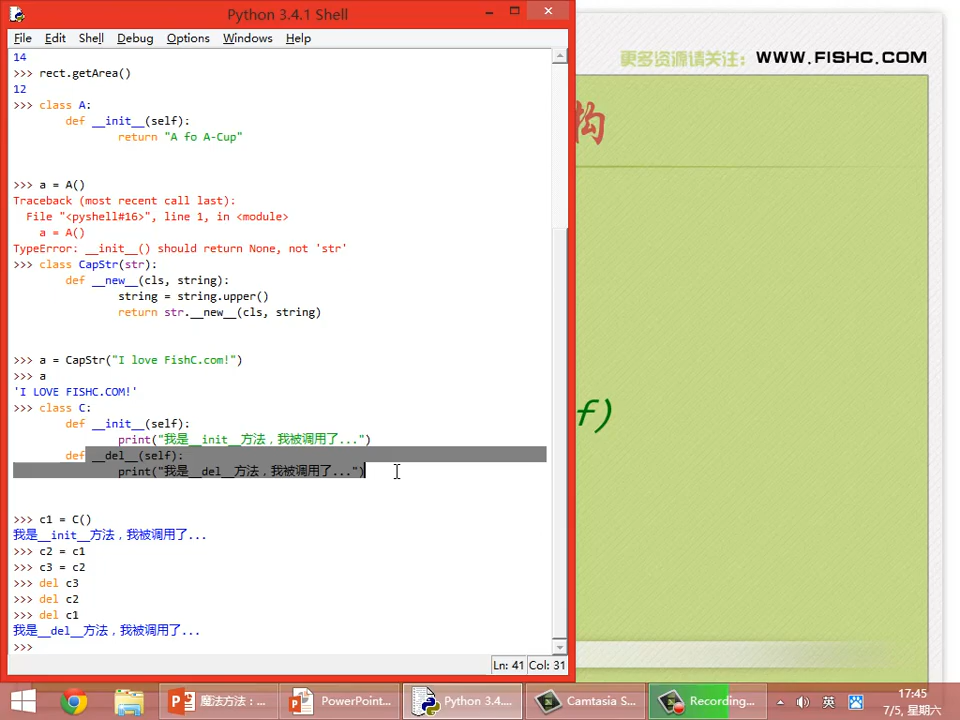 Python 3.4.1 Shell
File Edit Shell Debug Options Windows Help
14
>>> rect.getArea()
12
>>> class A:
def __init__(self):
return "A fo A-Cup"
>>> a = A()
Traceback (most recent call last):
File "<pyshell#16>", line 1, in <module>
a = A()
TypeError: __init__() should return None, not 'str'
>>> class CapStr(str):
def __new__(cls, string):
string = string.upper()
return str.__new__(cls, string)
>>> a = CapStr("I love FishC.com!")
>>> a
'I LOVE FISHC.COM!'
>>> class C:
def __init__(self):
print("我是__init__方法，我被调用了...")
def __del__(self):
print("我是__del__方法，我被调用了...")
>>> c1 = C()
我是__init__方法，我被调用了...
>>> c2 = c1
>>> c3 = c2
>>> del c3
>>> del c2
>>> del c1
我是__del__方法，我被调用了...
>>>
Ln: 41 Col: 31
更多资源请关注：WWW.FISHC.COM
构
f)
魔法方法：...
PowerPoint...
Python 3.4....
Camtasia S...
Recording...
英
17:45
7/5, 星期六